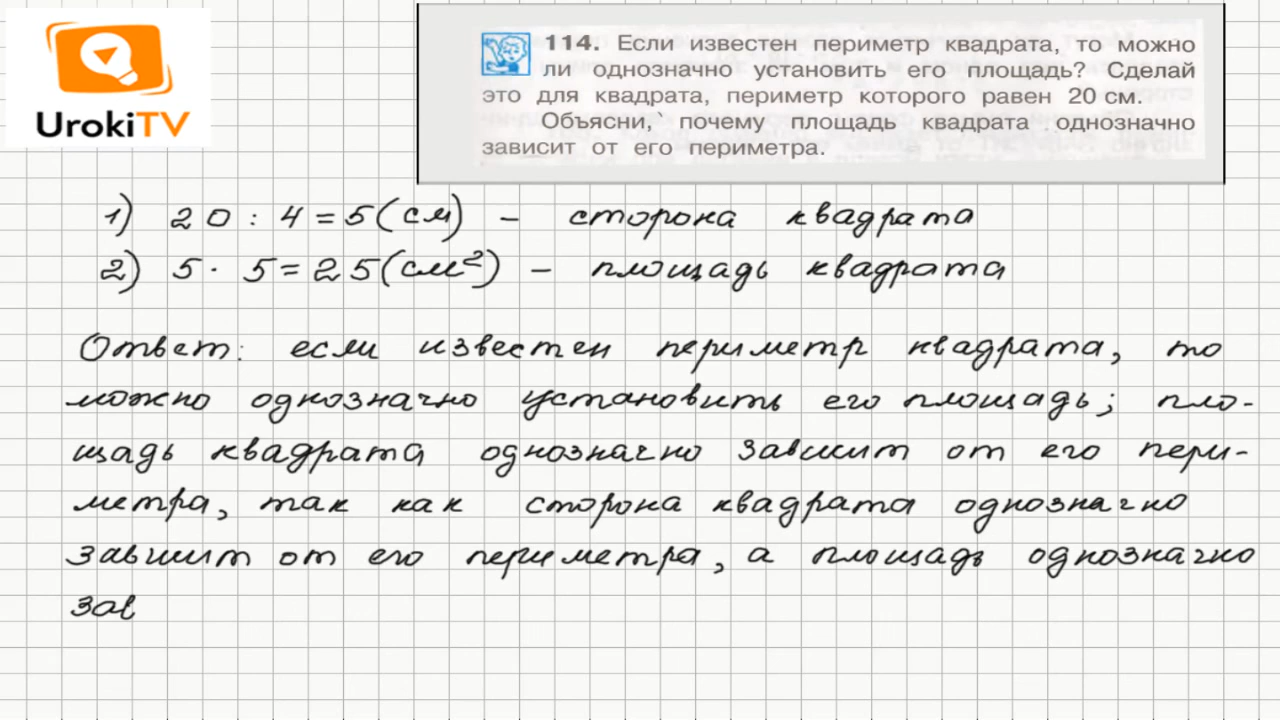 UrokiTV
114. Если известен периметр квадрата, то можно
ли однозначно установить его площадь? Сделай
это для квадрата, периметр которого равен 20 см.
Объясни, почему площадь квадрата однозначно
зависит от его периметра.
1) 20 : 4 = 5 (см) – сторона квадрата
2) 5 · 5 = 25 (см²) – площадь квадрата
Ответ: если известен периметр квадрата, то
можно однозначно установить его площадь; пло-
щадь квадрата однозначно зависит от его пери-
метра, так как сторона квадрата однозначно
зависит от его периметра, а площадь однозначно
зав